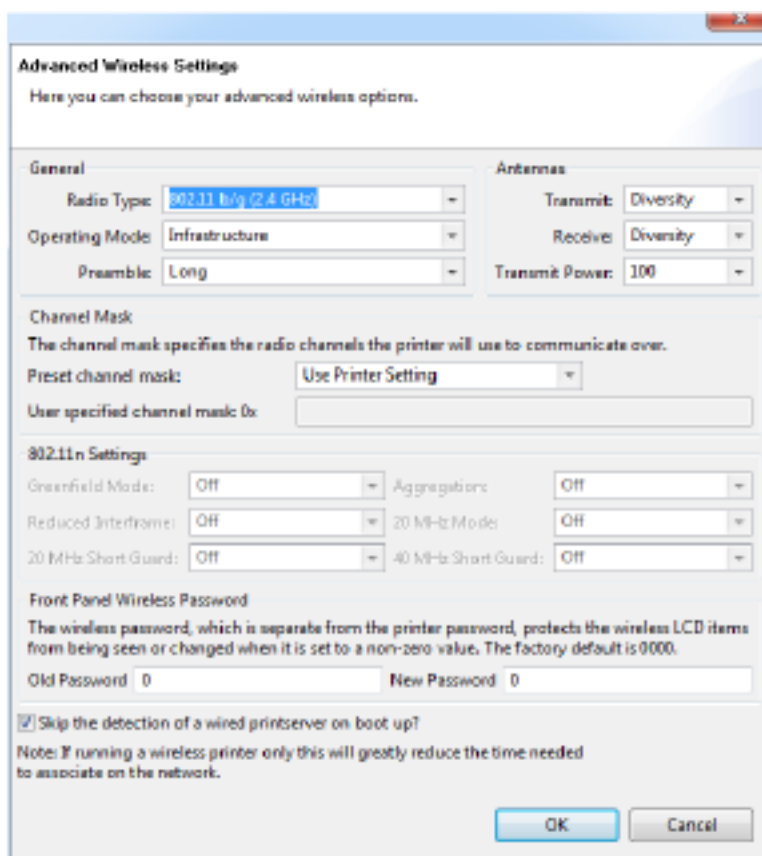 Advanced Wireless Settings
Here you can choose your advanced wireless options.
General
Radio Type: 802.11 b/g (2.4 GHz)
Operating Mode: Infrastructure
Preamble: Long
Antennas
Transmit: Diversity
Receive: Diversity
Transmit Power: 100
Channel Mask
The channel mask specifies the radio channels the printer will use to communicate over.
Preset channel mask: Use Printer Setting
User specified channel mask: 0x
802.11n Settings
Greenfield Mode: Off Aggregation: Off
Reduced Interframe: Off 20 MHz Mode: Off
20 MHz Short Guard: Off 40 MHz Short Guard: Off
Front Panel Wireless Password
The wireless password, which is separate from the printer password, protects the wireless LCD items
from being seen or changed when it is set to a non-zero value. The factory default is 0000.
Old Password 0 New Password 0
Skip the detection of a wired printserver on boot up?
Note: If running a wireless printer only this will greatly reduce the time needed
to associate on the network.
OK Cancel